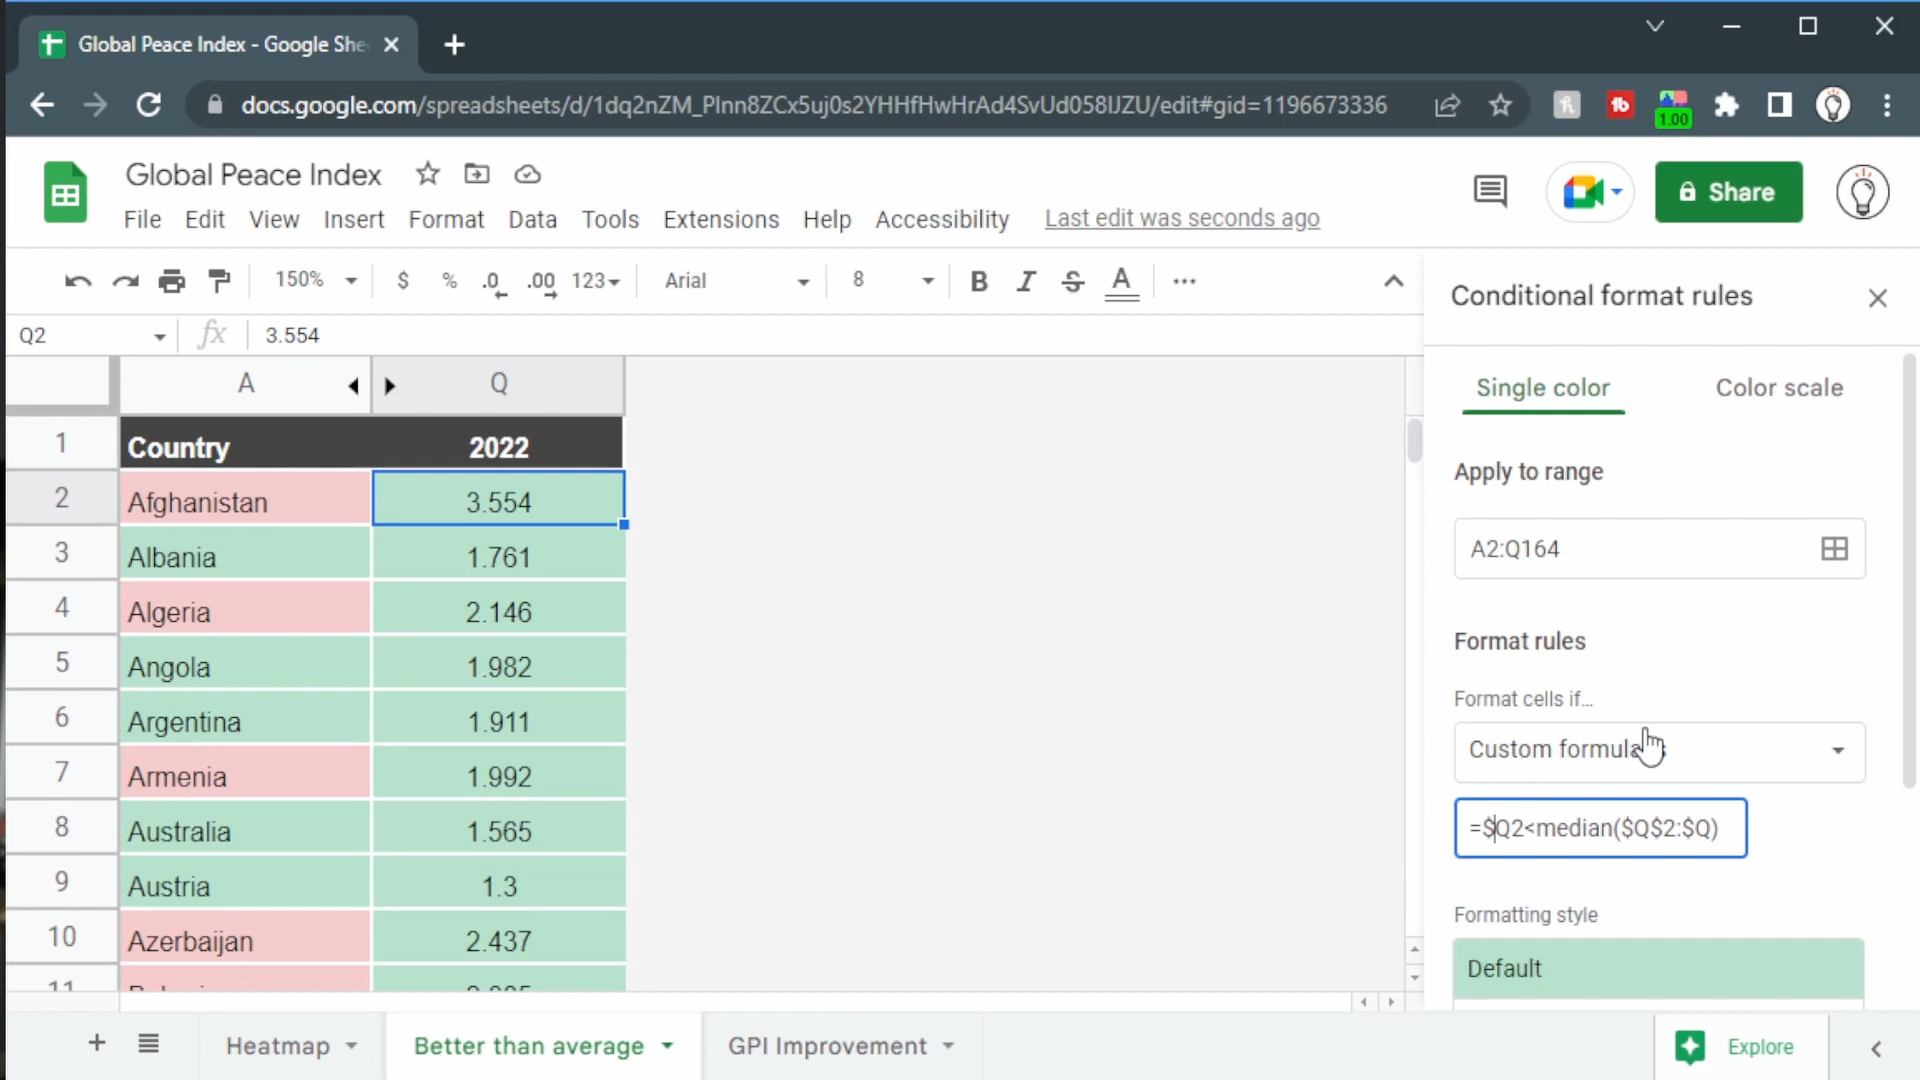 Global Peace Index - Google She
docs.google.com/spreadsheets/d/1dq2nZM_PInn8ZCx5uj0s2YHHfHwHrAd4SvUd058IJZU/edit#gid=1196673336
1.00
Global Peace Index
File Edit View Insert Format Data Tools Extensions Help Accessibility Last edit was seconds ago
Share
150% $ % .0 .00 123 Arial 8 B I S A ...
Conditional format rules
Q2 fx 3.554
A Q
Single color Color scale
1 Country 2022
Apply to range
2 Afghanistan 3.554
A2:Q164
3 Albania 1.761
4 Algeria 2.146
Format rules
5 Angola 1.982
Format cells if...
6 Argentina 1.911
Custom formula
7 Armenia 1.992
=$Q2<median($Q$2:$Q)
8 Australia 1.565
9 Austria 1.3
Formatting style
10 Azerbaijan 2.437
Default
11
Heatmap Better than average GPI Improvement Explore